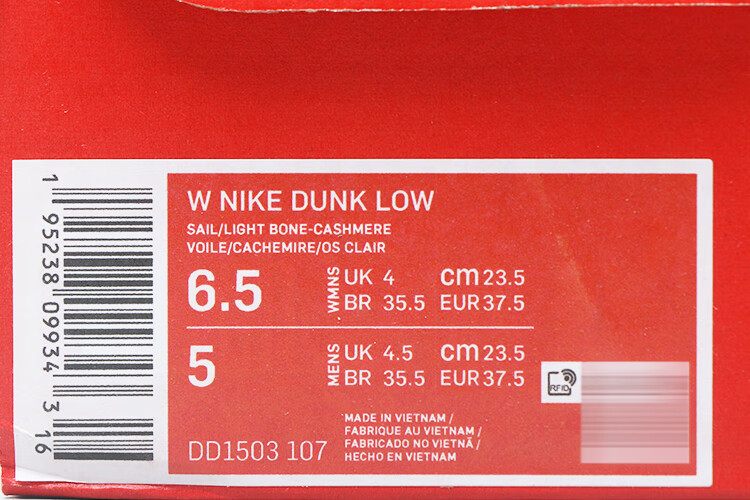 W NIKE DUNK LOW
SAIL/LIGHT BONE-CASHMERE
VOILE/CACHEMIRE/OS CLAIR
6.5 WMNS UK 4 cm 23.5
BR 35.5 EUR 37.5
5 MENS UK 4.5 cm 23.5
BR 35.5 EUR 37.5
DD1503 107
MADE IN VIETNAM /
FABRIQUE AU VIETNAM /
FABRICADO NO VIETNÃ /
HECHO EN VIETNAM
RFID
1 95238 09934 3 16